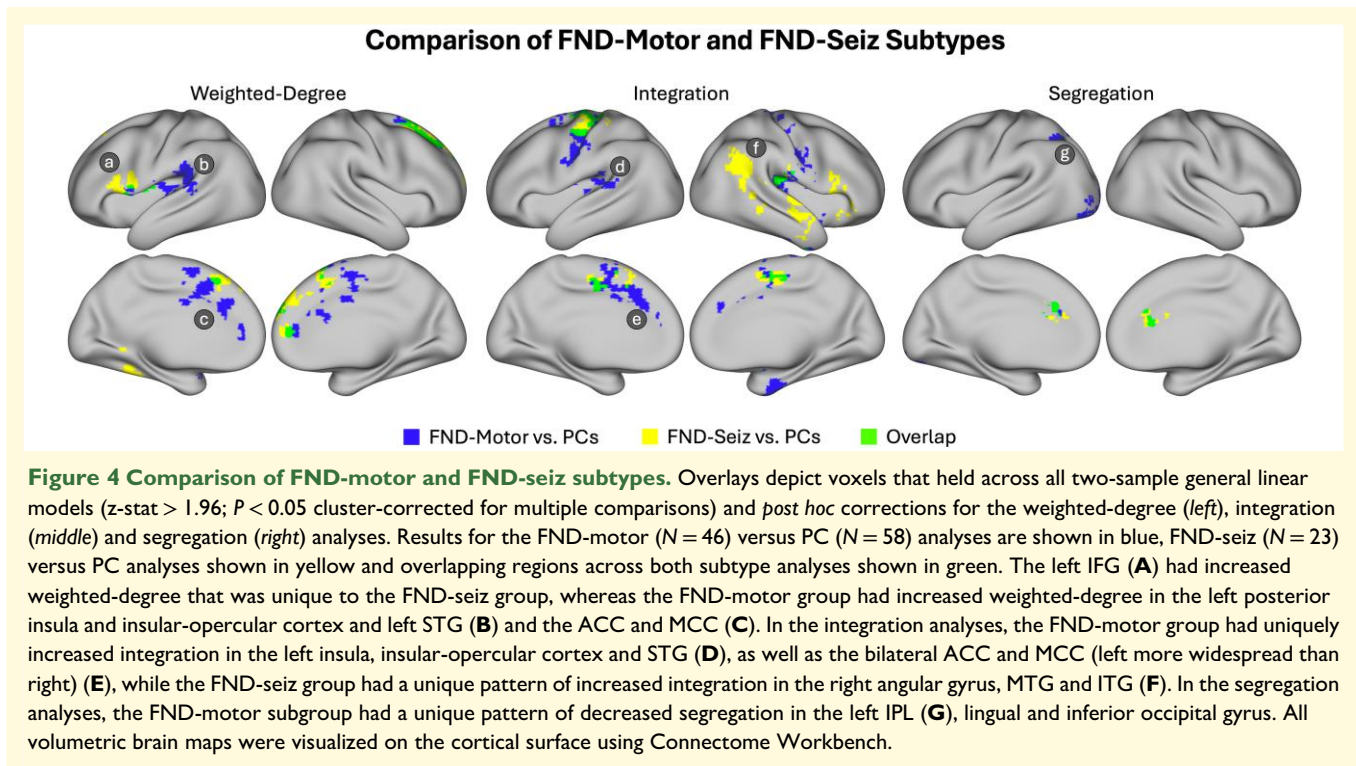 Comparison of FND-Motor and FND-Seiz Subtypes
Weighted-Degree
Integration
Segregation
a
b
d
f
g
c
e
FND-Motor vs. PCs
FND-Seiz vs. PCs
Overlap
Figure 4 Comparison of FND-motor and FND-seiz subtypes. Overlays depict voxels that held across all two-sample general linear
models (z-stat > 1.96; P < 0.05 cluster-corrected for multiple comparisons) and post hoc corrections for the weighted-degree (left), integration
(middle) and segregation (right) analyses. Results for the FND-motor (N = 46) versus PC (N = 58) analyses are shown in blue, FND-seiz (N = 23)
versus PC analyses shown in yellow and overlapping regions across both subtype analyses shown in green. The left IFG (A) had increased
weighted-degree that was unique to the FND-seiz group, whereas the FND-motor group had increased weighted-degree in the left posterior
insula and insular-opercular cortex and left STG (B) and the ACC and MCC (C). In the integration analyses, the FND-motor group had uniquely
increased integration in the left insula, insular-opercular cortex and STG (D), as well as the bilateral ACC and MCC (left more widespread than
right) (E), while the FND-seiz group had a unique pattern of increased integration in the right angular gyrus, MTG and ITG (F). In the segregation
analyses, the FND-motor subgroup had a unique pattern of decreased segregation in the left IPL (G), lingual and inferior occipital gyrus. All
volumetric brain maps were visualized on the cortical surface using Connectome Workbench.